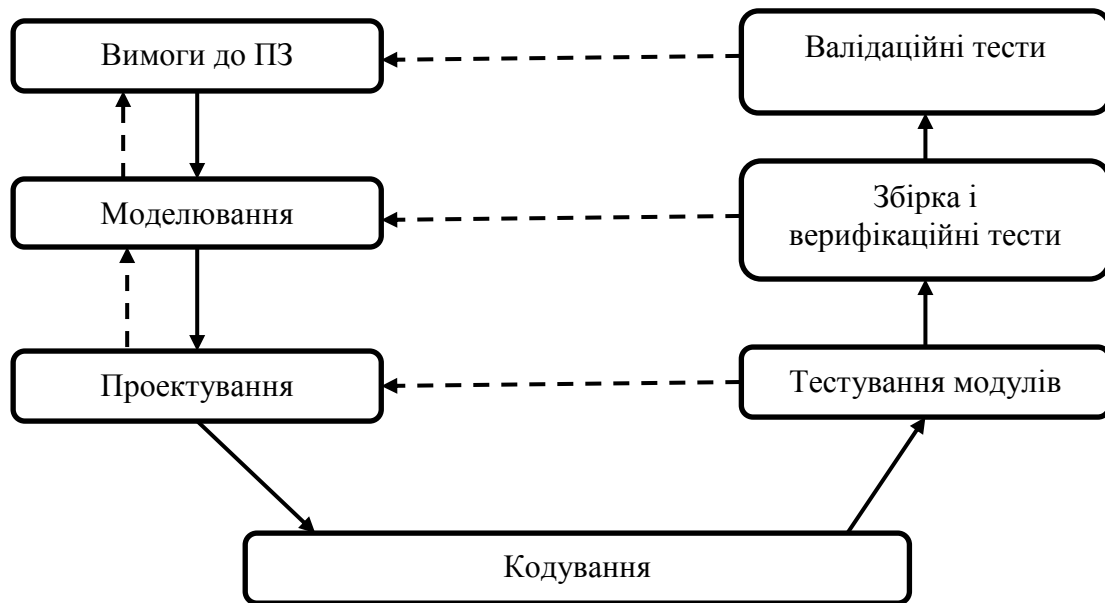 Вимоги до ПЗ
Валідаційні тести
Моделювання
Збірка і
верифікаційні тести
Проектування
Тестування модулів
Кодування